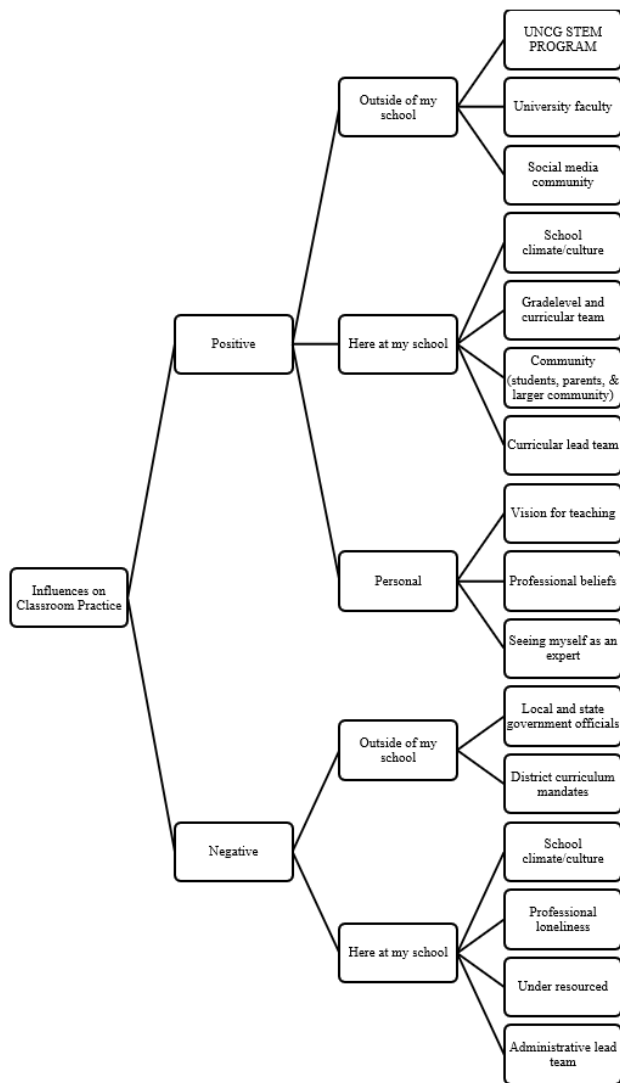 UNCG STEM
PROGRAM
Outside of my
school
University faculty
Social media
community
School
climate/culture
Gradelevel and
curricular team
Positive
Here at my school
Community
(students, parents, &
larger community)
Curricular lead team
Vision for teaching
Influences on
Classroom Practice
Personal
Professional beliefs
Seeing myself as an
expert
Local and state
government officials
Outside of my
school
District curriculum
mandates
Negative
School
climate/culture
Professional
loneliness
Here at my school
Under resourced
Administrative lead
team